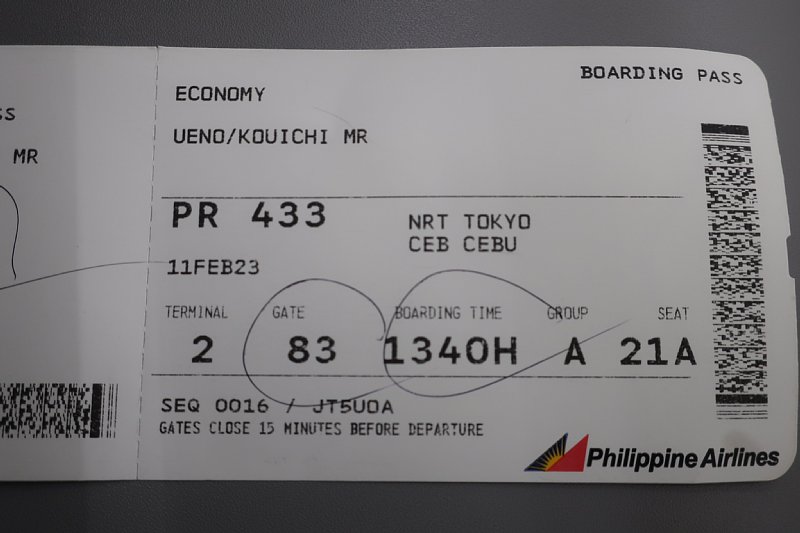 SS
MR
BOARDING PASS
ECONOMY
UENO/KOUICHI MR
PR 433
NRT TOKYO
CEB CEBU
11FEB23
TERMINAL GATE BOARDING TIME GROUP SEAT
2 83 1340H A 21A
SEQ 0016 / JT5UOA
GATES CLOSE 15 MINUTES BEFORE DEPARTURE
Philippine Airlines